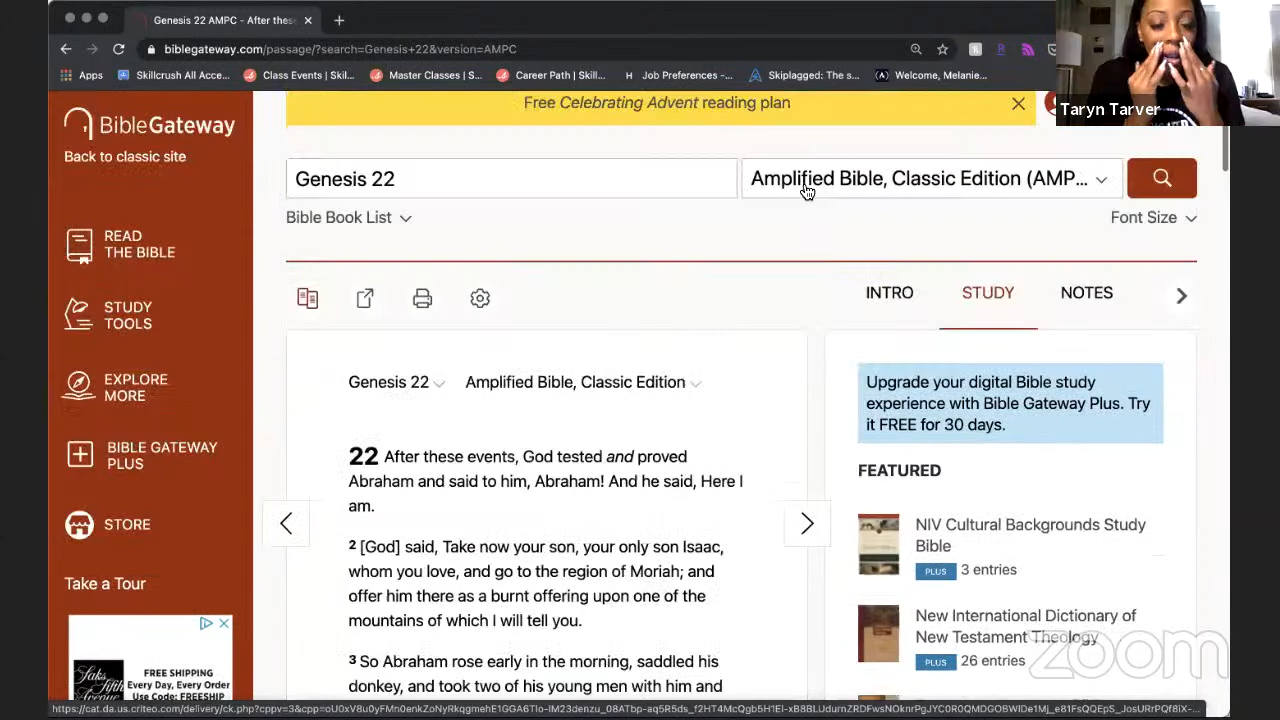 Genesis 22 AMPC - After these
biblegateway.com/passage/?search=Genesis+22&version=AMPC
Apps
Skillcrush All Acce...
Class Events | Skil...
Master Classes | S...
Career Path | Skill...
Job Preferences -...
Skiplagged: The s...
Welcome, Melanie...
Taryn Tarver
BibleGateway
Back to classic site
READ
THE BIBLE
STUDY
TOOLS
EXPLORE
MORE
BIBLE GATEWAY
PLUS
STORE
Take a Tour
Saks
Fifth
Avenue
FREE SHIPPING
Every Day, Every Order
Use Code: FREESHIP
Free Celebrating Advent reading plan
Genesis 22
Amplified Bible, Classic Edition (AMP...
Bible Book List
Font Size
INTRO
STUDY
NOTES
Genesis 22
Amplified Bible, Classic Edition
22 After these events, God tested and proved
Abraham and said to him, Abraham! And he said, Here I
am.
2 [God] said, Take now your son, your only son Isaac,
whom you love, and go to the region of Moriah; and
offer him there as a burnt offering upon one of the
mountains of which I will tell you.
3 So Abraham rose early in the morning, saddled his
donkey, and took two of his young men with him and
Upgrade your digital Bible study
experience with Bible Gateway Plus. Try
it FREE for 30 days.
FEATURED
NIV Cultural Backgrounds Study
Bible
PLUS 3 entries
New International Dictionary of
New Testament Theology
PLUS 26 entries
zoom